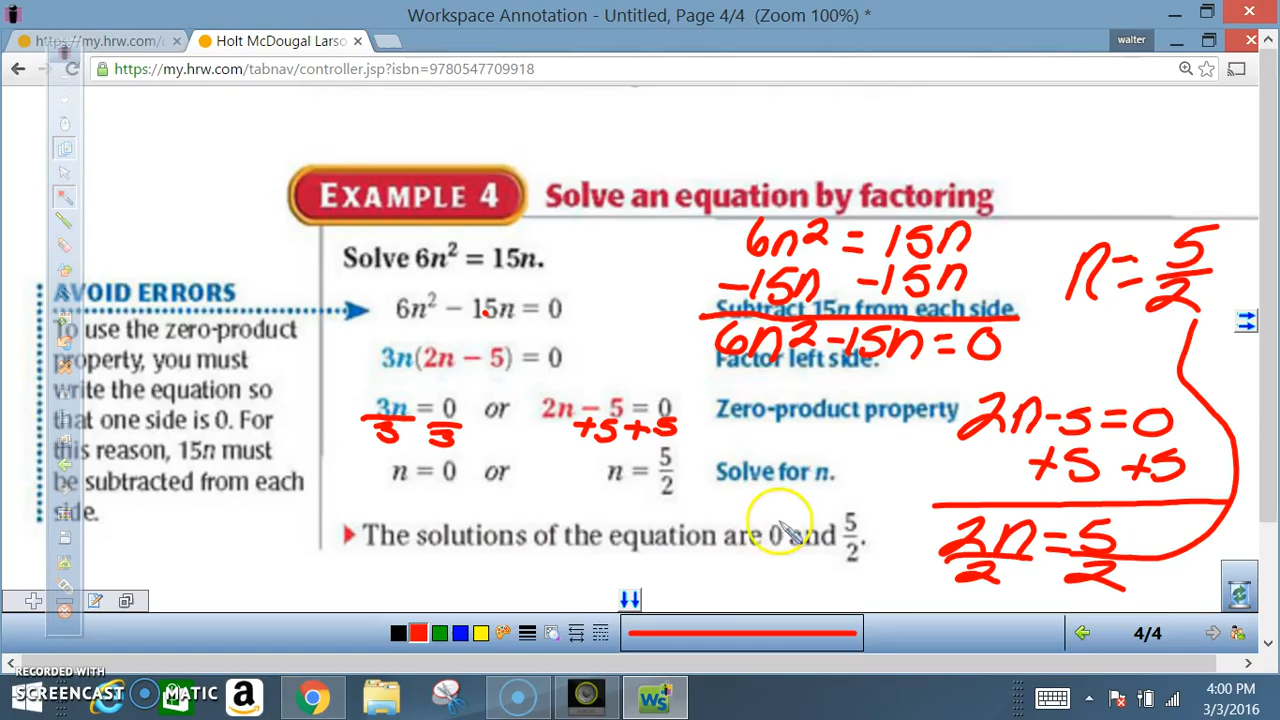 Workspace Annotation - Untitled, Page 4/4 (Zoom 100%) *
https://my.hrw.com/
Holt McDougal Larso
walter
https://my.hrw.com/tabnav/controller.jsp?isbn=9780547709918
EXAMPLE 4 Solve an equation by factoring
Solve 6n² = 15n.
6n² = 15n
-15n -15n
6n² - 15n = 0
n = 5/2
AVOID ERRORS
To use the zero-product
property, you must
write the equation so
that one side is 0. For
this reason, 15n must
be subtracted from each
side.
6n² − 15n = 0 Subtract 15n from each side.
3n(2n − 5) = 0 Factor left side.
3n = 0 or 2n − 5 = 0 Zero-product property
3 3 +5 +5
n = 0 or n = 5/2 Solve for n.
The solutions of the equation are 0 and 5/2.
2n-5=0
+5 +5
2n = 5
2 2
4/4
RECORDED WITH
SCREENCAST MATIC
a
Ws
4:00 PM
3/3/2016